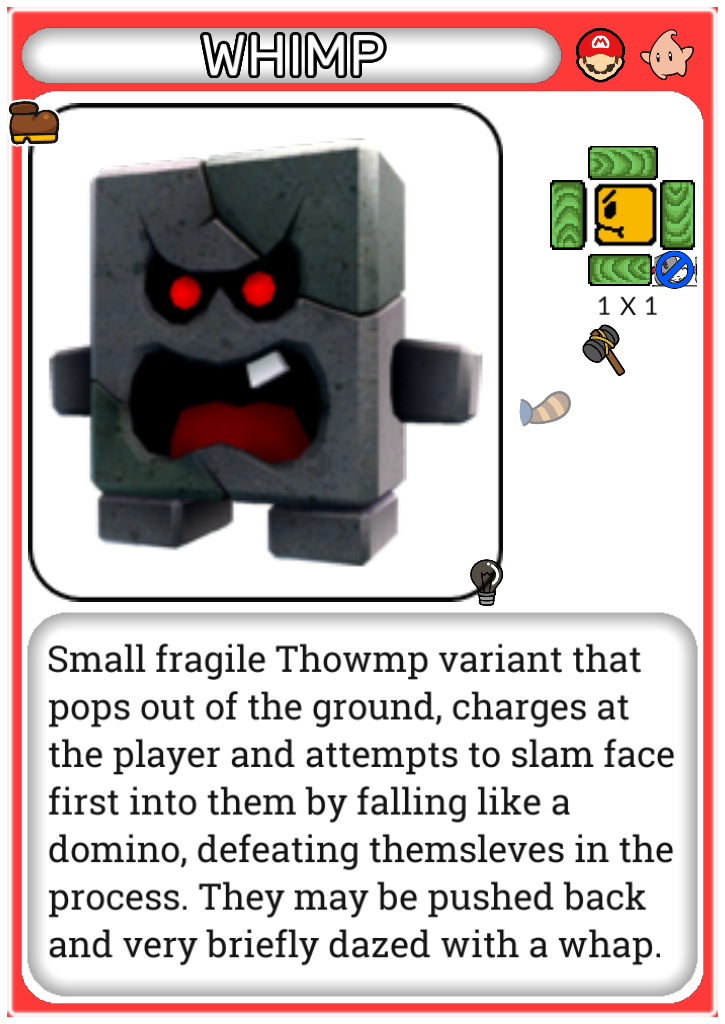 WHIMP
1 X 1
Small fragile Thowmp variant that
pops out of the ground, charges at
the player and attempts to slam face
first into them by falling like a
domino, defeating themsleves in the
process. They may be pushed back
and very briefly dazed with a whap.